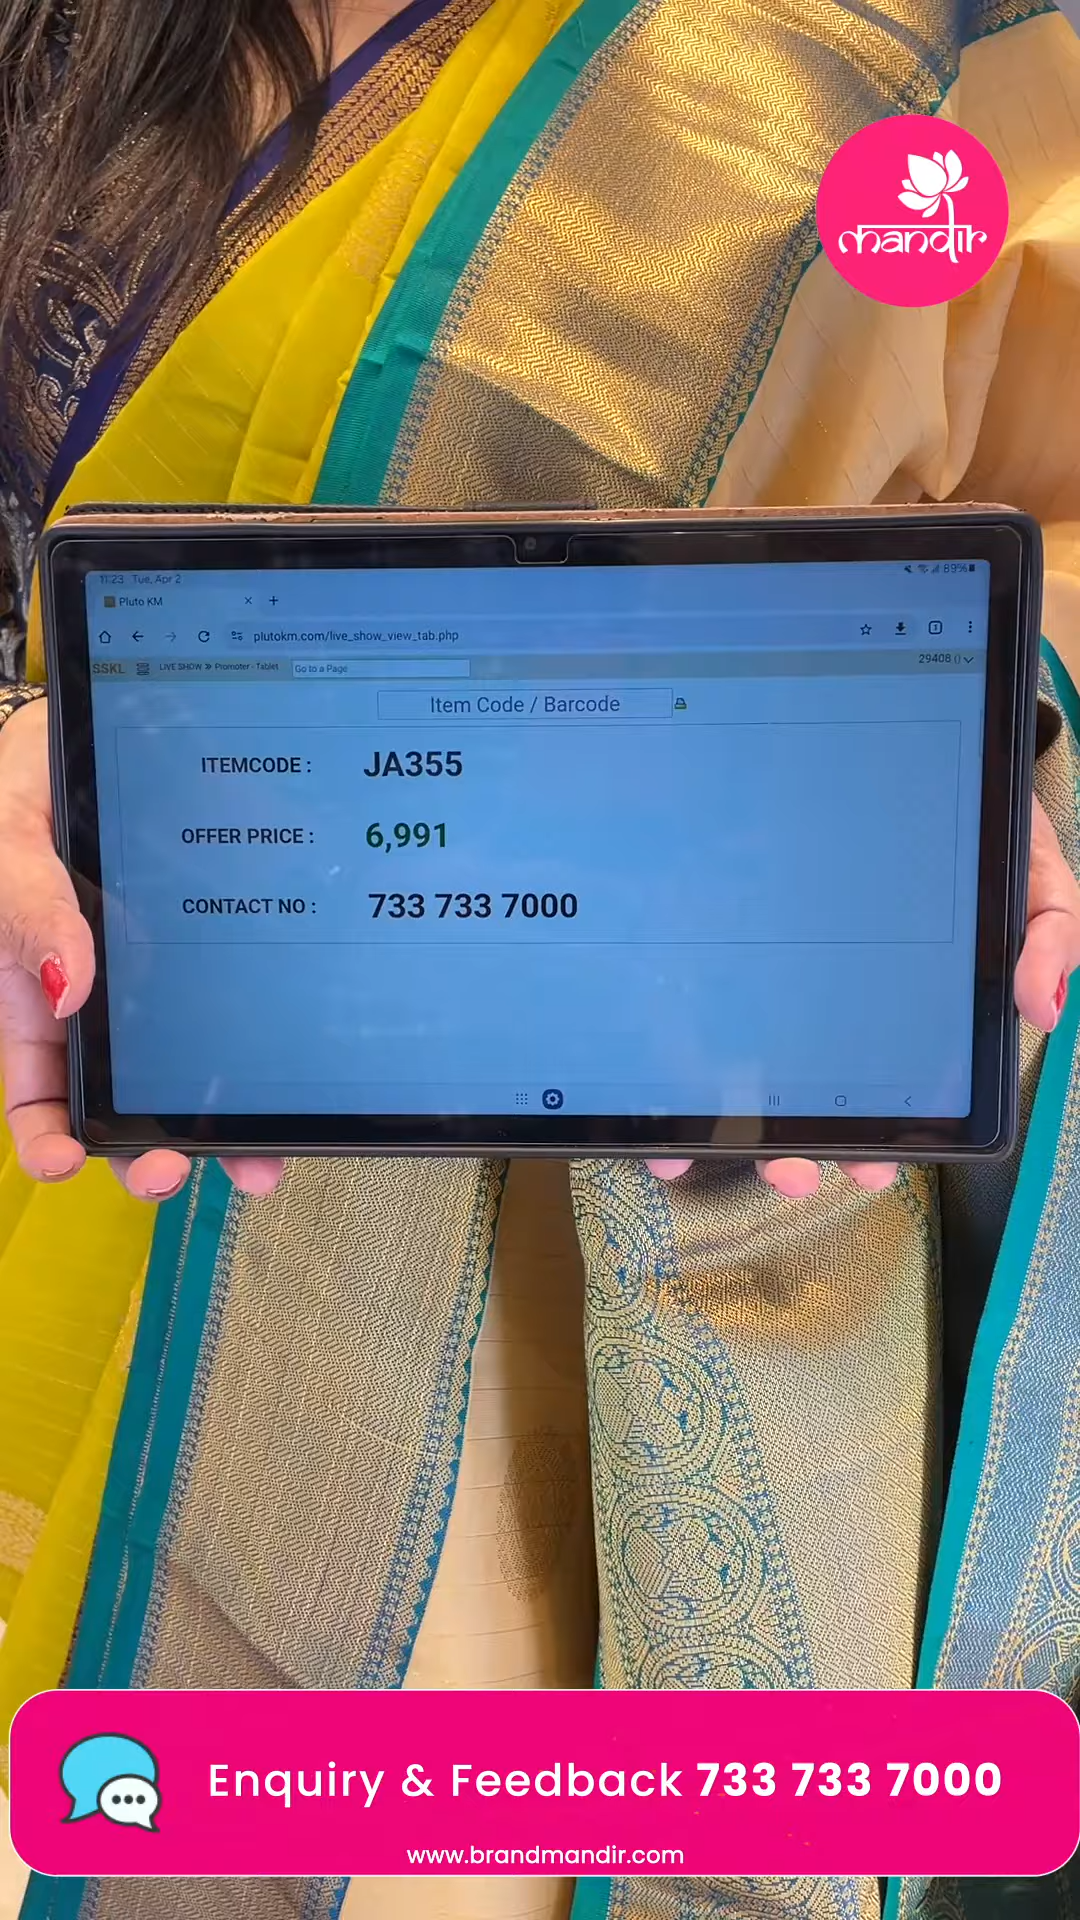 mandir
11:23 Tue, Apr 2
89%
Pluto KM
plutokm.com/live_show_view_tab.php
SSKL LIVE SHOW » Promoter - Tablet Go to a Page 29408 ()
Item Code / Barcode
ITEMCODE : JA355
OFFER PRICE : 6,991
CONTACT NO : 733 733 7000
Enquiry & Feedback 733 733 7000
www.brandmandir.com